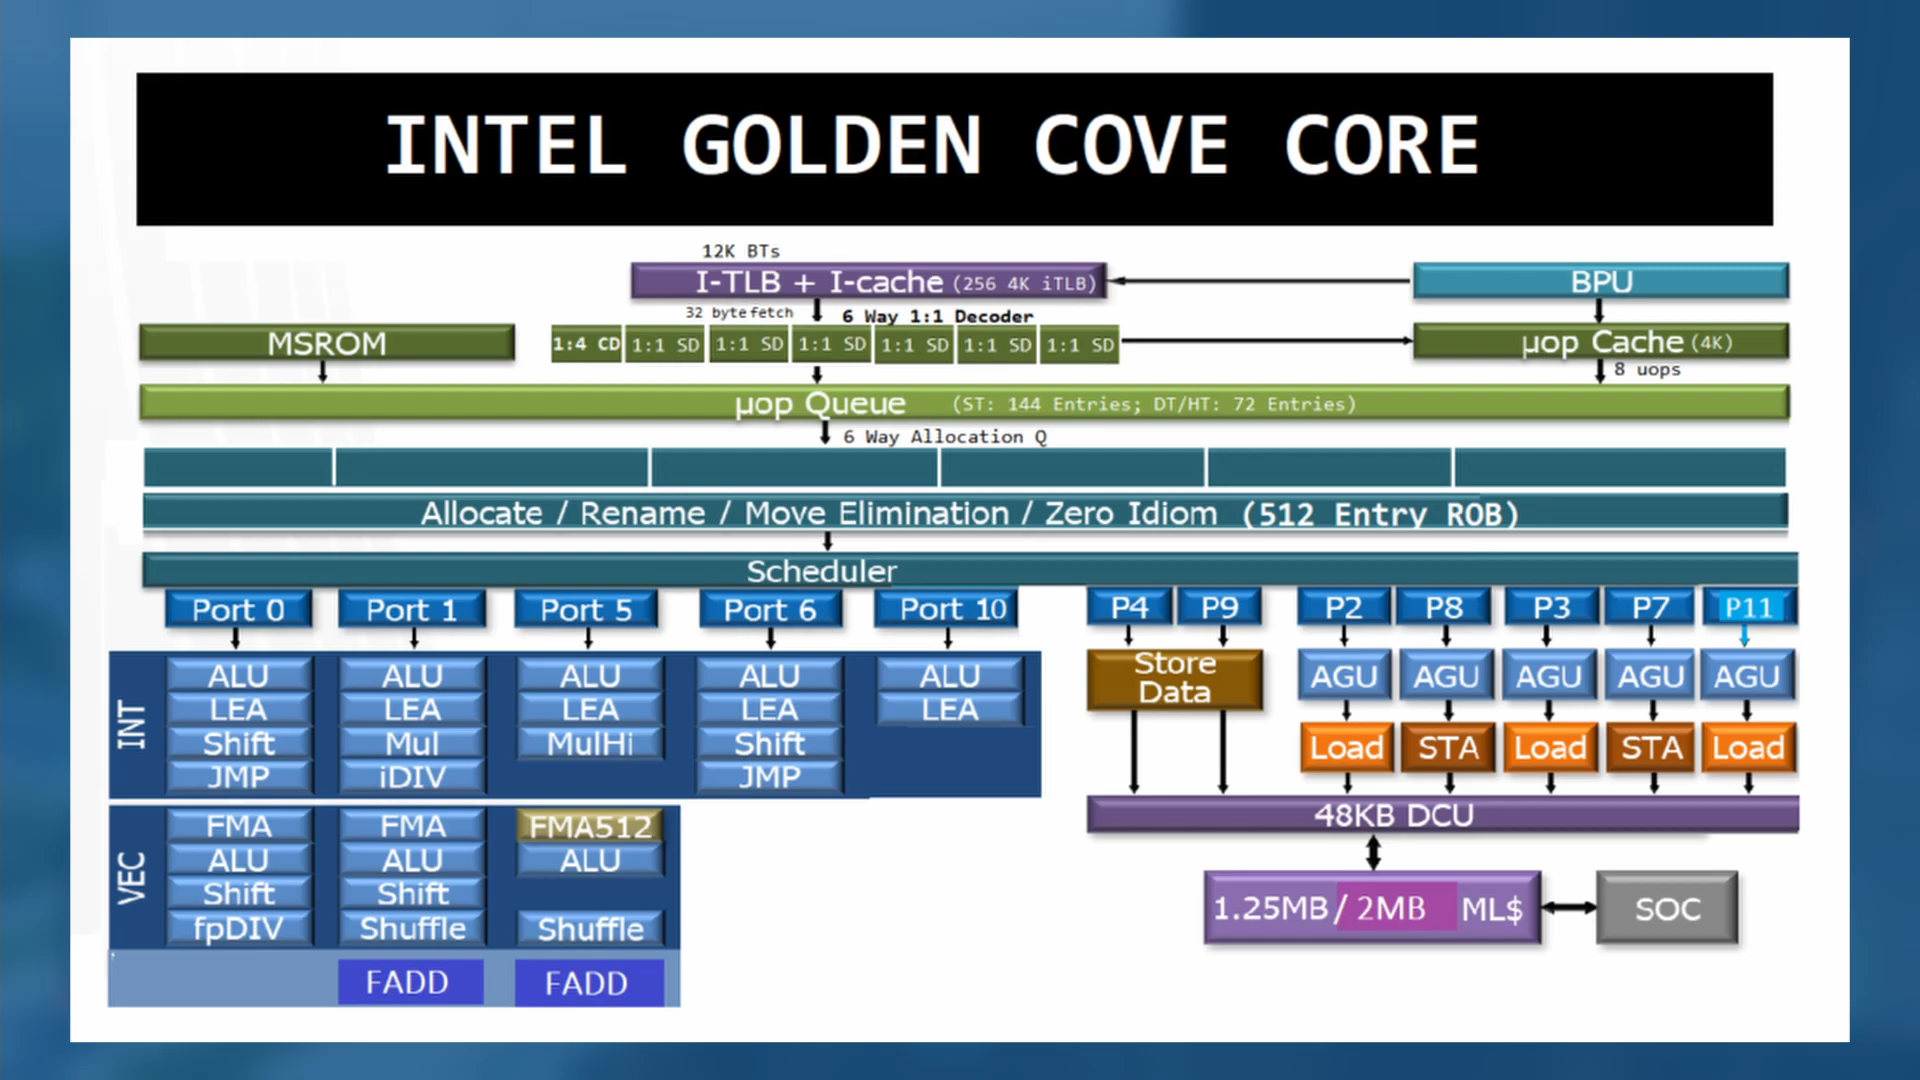 INTEL GOLDEN COVE CORE
12K BTs
I-TLB + I-cache (256 4K iTLB)
BPU
32 byte fetch
6 Way 1:1 Decoder
MSROM
1:4 CD
1:1 SD
1:1 SD
1:1 SD
1:1 SD
1:1 SD
1:1 SD
µop Cache (4K)
8 uops
µop Queue (ST: 144 Entries; DT/HT: 72 Entries)
6 Way Allocation Q
Allocate / Rename / Move Elimination / Zero Idiom (512 Entry ROB)
Scheduler
Port 0
Port 1
Port 5
Port 6
Port 10
P4
P9
P2
P8
P3
P7
P11
INT
ALU
LEA
Shift
JMP
ALU
LEA
Mul
iDIV
ALU
LEA
MulHi
ALU
LEA
Shift
JMP
ALU
LEA
Store
Data
AGU
AGU
AGU
AGU
AGU
Load
STA
Load
STA
Load
VEC
FMA
ALU
Shift
fpDIV
FMA
ALU
Shift
Shuffle
FADD
FMA512
ALU
Shuffle
FADD
48KB DCU
1.25MB / 2MB ML$
SOC